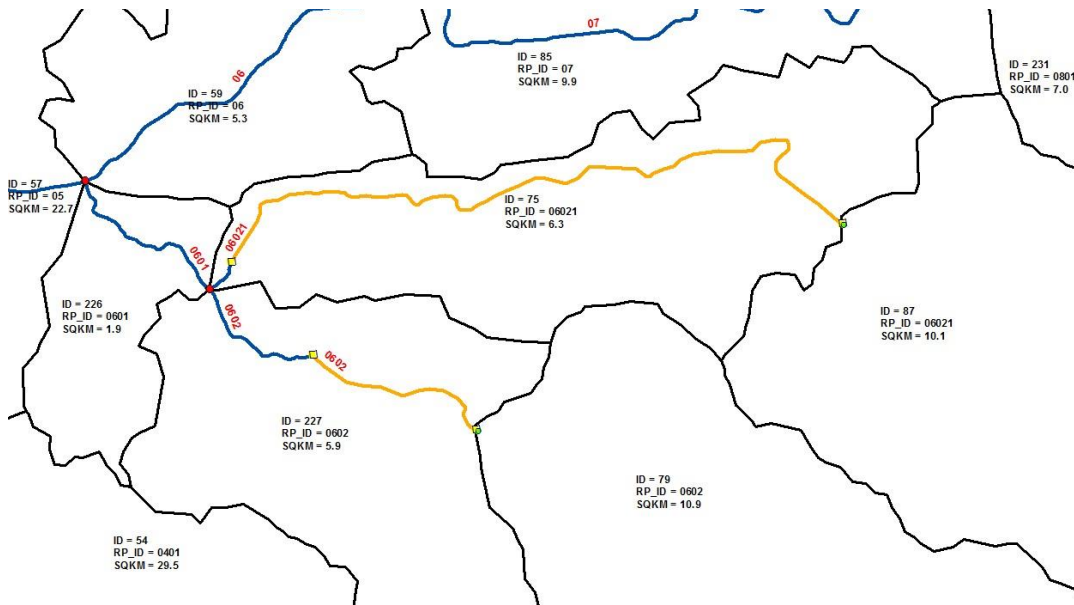 07
ID = 85
RP_ID = 07
SQKM = 9.9
ID = 231
RP_ID = 0801
SQKM = 7.0
06
ID = 59
RP_ID = 06
SQKM = 5.3
ID = 57
RP_ID = 05
SQKM = 22.7
ID = 75
RP_ID = 06021
SQKM = 6.3
06021
0601
ID = 226
RP_ID = 0601
SQKM = 1.9
0602
ID = 87
RP_ID = 06021
SQKM = 10.1
0602
ID = 227
RP_ID = 0602
SQKM = 5.9
ID = 79
RP_ID = 0602
SQKM = 10.9
ID = 54
RP_ID = 0401
SQKM = 29.5